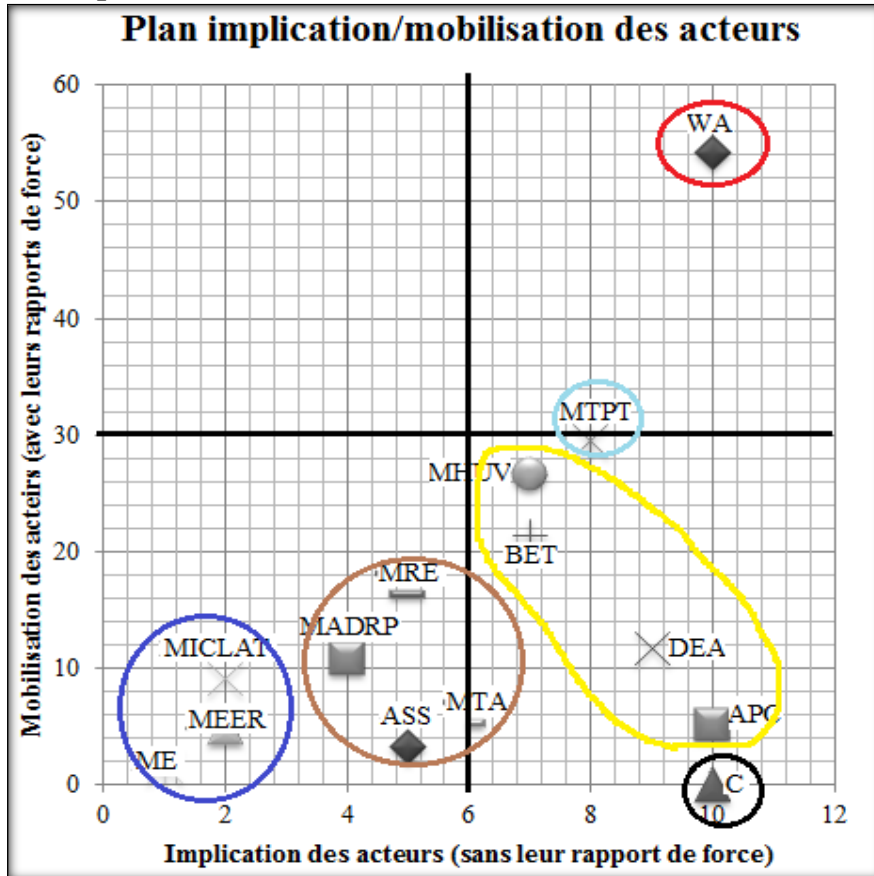 Plan implication/mobilisation des acteurs
Mobilisation des acteirs (avec leurs rapports de force)
60
50
40
30
20
10
0
WA
MTPT
MHUV
BET
MRE
MADRP
MICLAT
DEA
MTA
ASS
APC
MEER
ME
C
0 2 4 6 8 10 12
Implication des acteurs (sans leur rapport de force)